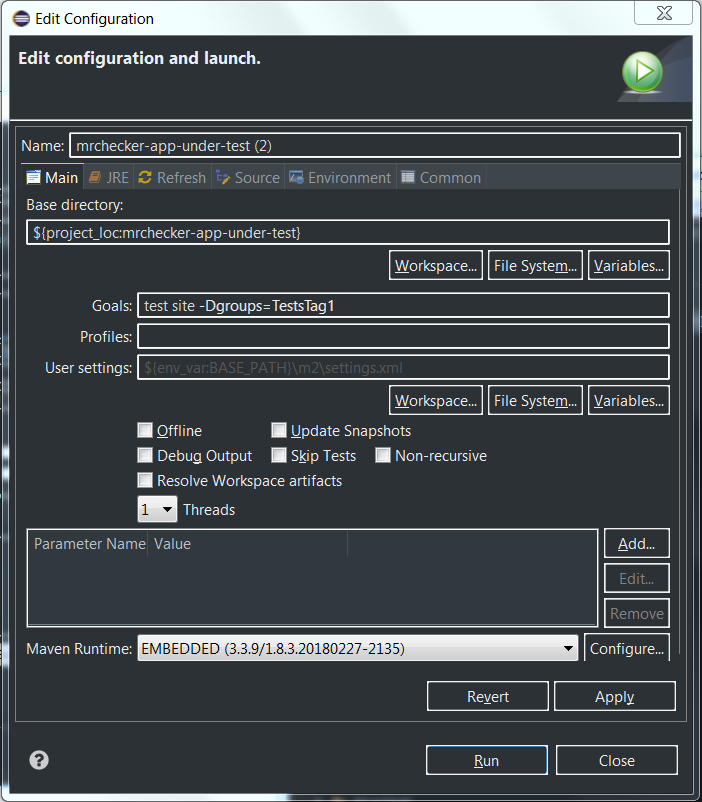 Edit Configuration
Edit configuration and launch.
Name: mrchecker-app-under-test (2)
Main JRE Refresh Source Environment Common
Base directory:
${project_loc:mrchecker-app-under-test}
Workspace... File System... Variables...
Goals: test site -Dgroups=TestsTag1
Profiles:
User settings: ${env_var:BASE_PATH}\m2\settings.xml
Workspace... File System... Variables...
Offline Update Snapshots
Debug Output Skip Tests Non-recursive
Resolve Workspace artifacts
1 Threads
Parameter Name Value Add...
Edit...
Remove
Maven Runtime: EMBEDDED (3.3.9/1.8.3.20180227-2135) Configure...
Revert Apply
? Run Close